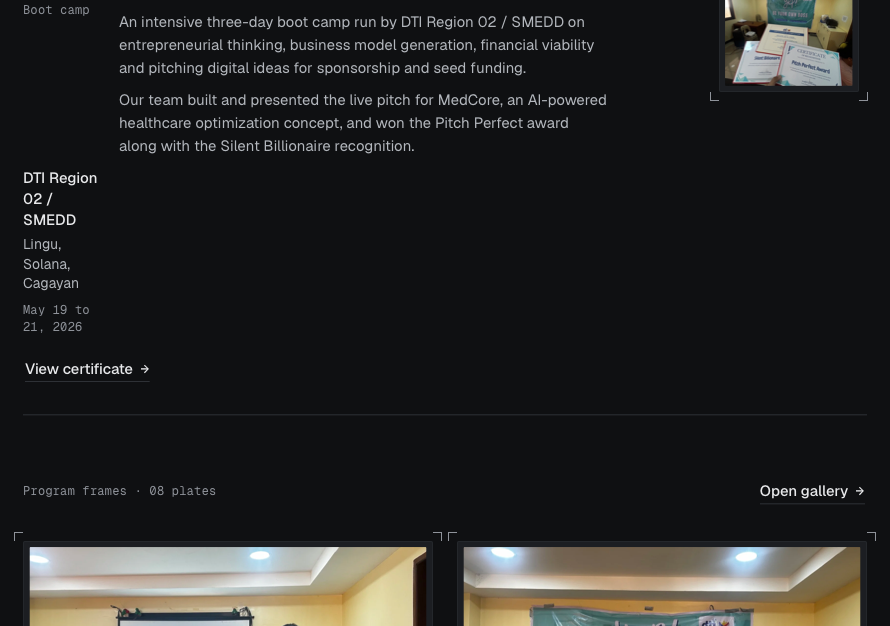 Boot camp
An intensive three-day boot camp run by DTI Region 02 / SMEDD on
entrepreneurial thinking, business model generation, financial viability
and pitching digital ideas for sponsorship and seed funding.
Our team built and presented the live pitch for MedCore, an AI-powered
healthcare optimization concept, and won the Pitch Perfect award
along with the Silent Billionaire recognition.
CERTIFICATE
Pitch Perfect Award
DTI Region
02 /
SMEDD
Lingu,
Solana,
Cagayan
May 19 to
21, 2026
View certificate →
Program frames · 08 plates
Open gallery →